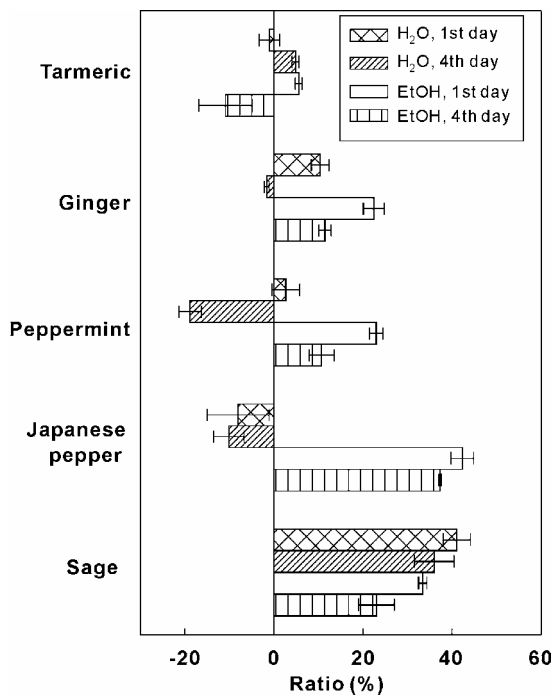 H₂O, 1st day
H₂O, 4th day
EtOH, 1st day
EtOH, 4th day
Tarmeric
Ginger
Peppermint
Japanese
pepper
Sage
-20 0 20 40 60
Ratio (%)